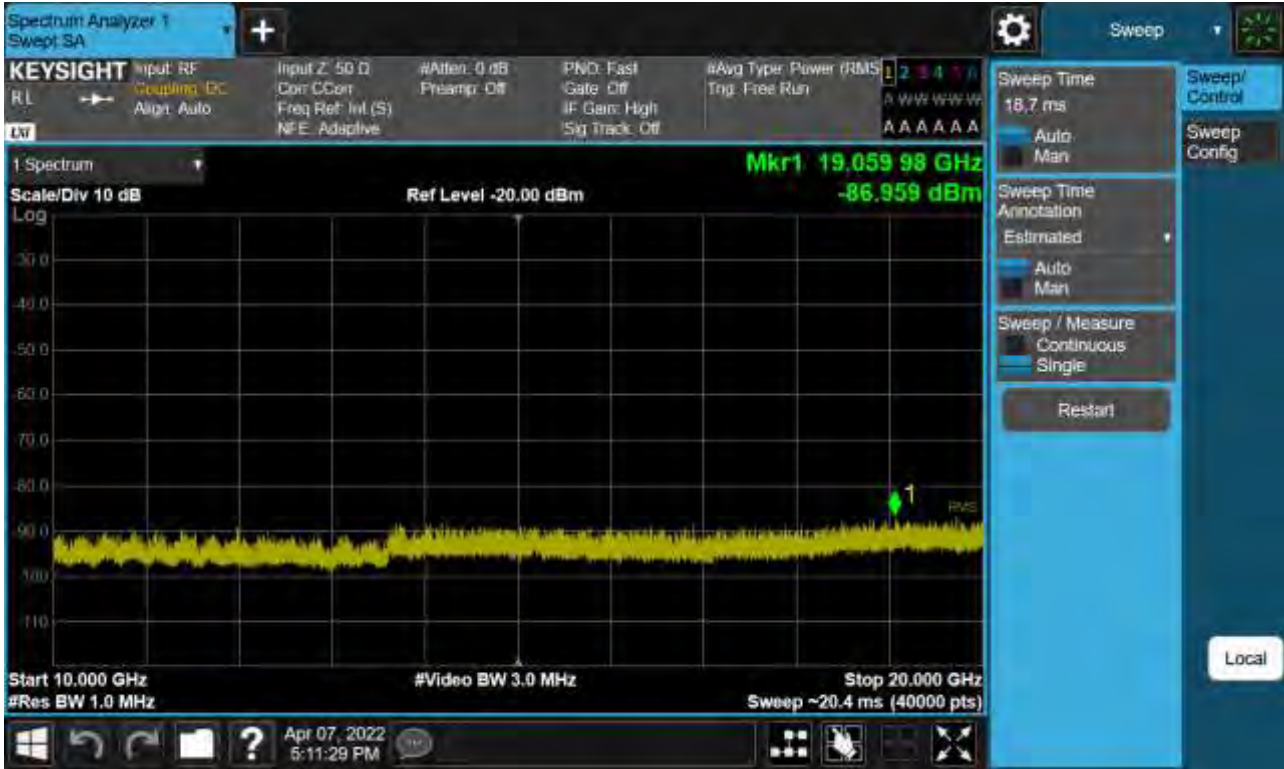 Spectrum Analyzer 1
Swept SA
+
Sweep
KEYSIGHT
RL
Input: RF
Coupling: DC
Align: Auto
Input Z: 50 Ω
Corr CCorr
Freq Ref: Int (S)
NFE: Adaptive
#Atten: 0 dB
Preamp: Off
PNO: Fast
Gate: Off
IF Gain: High
Sig Track: Off
#Avg Type: Power (RMS
Trig: Free Run
1 2 3 4 5 6
A W W W W W
A A A A A A
1 Spectrum
Scale/Div 10 dB
Ref Level -20.00 dBm
Mkr1 19.059 98 GHz
-86.959 dBm
Log
-30.0
-40.0
-50.0
-60.0
-70.0
-80.0
-90.0
-100
-110
1
RMS
Start 10.000 GHz
#Video BW 3.0 MHz
Stop 20.000 GHz
#Res BW 1.0 MHz
Sweep ~20.4 ms (40000 pts)
Sweep Time
18.7 ms
Auto
Man
Sweep Time
Annotation
Estimated
Auto
Man
Sweep / Measure
Continuous
Single
Restart
Sweep/
Control
Sweep
Config
Local
?
Apr 07, 2022
5:11:29 PM